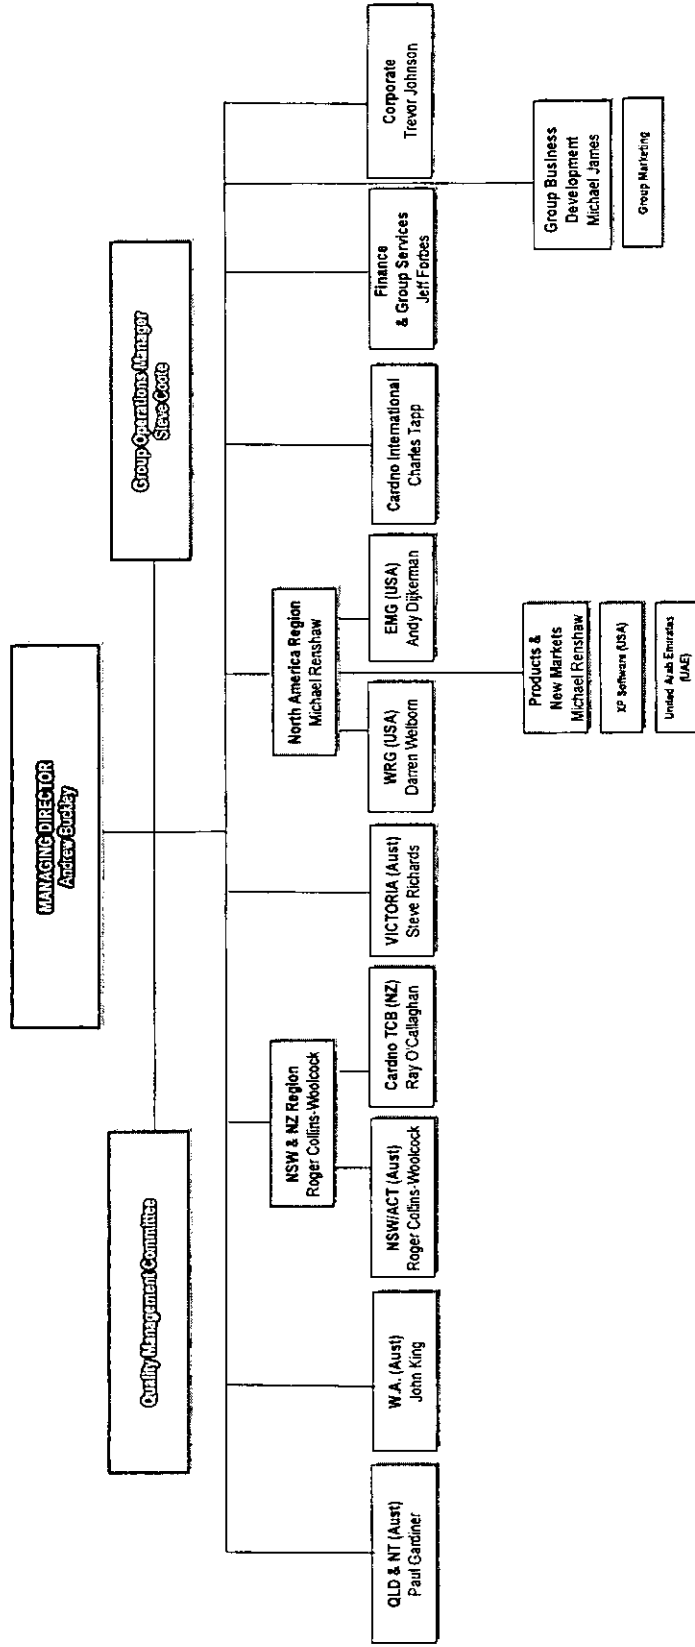 MANAGING DIRECTOR
Andrew Buckley
Quality Management Committee
Group Operations Manager
Steve Coote
NSW & NZ Region
Roger Collins-Woolcock
North America Region
Michael Renshaw
QLD & NT (Aust)
Paul Gardiner
W.A. (Aust)
John King
NSW/ACT (Aust)
Roger Collins-Woolcock
Cardno TCB (NZ)
Ray O'Callaghan
VICTORIA (Aust)
Steve Richards
WRG (USA)
Darren Welborn
EMG (USA)
Andy Dijkerman
Cardno International
Charles Tapp
Finance
& Group Services
Jeff Forbes
Corporate
Trevor Johnson
Products &
New Markets
Michael Renshaw
XP Software (USA)
United Arab Emirates
(UAE)
Group Business
Development
Michael James
Group Marketing